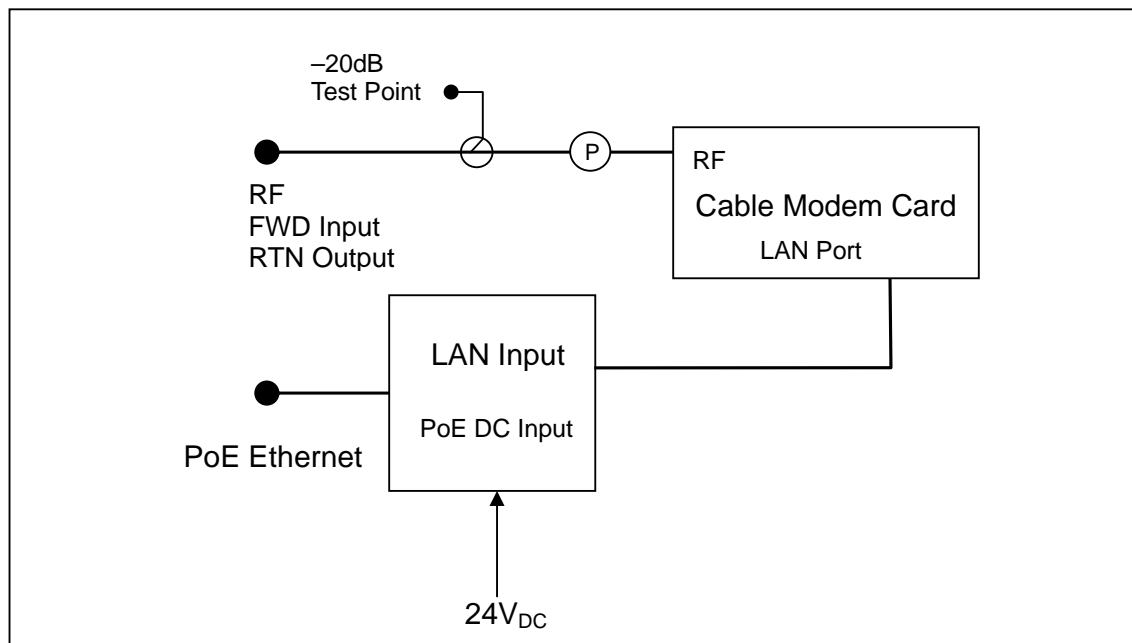 –20dB
Test Point
P
RF
Cable Modem Card
LAN Port
RF
FWD Input
RTN Output
LAN Input
PoE DC Input
PoE Ethernet
24VDC